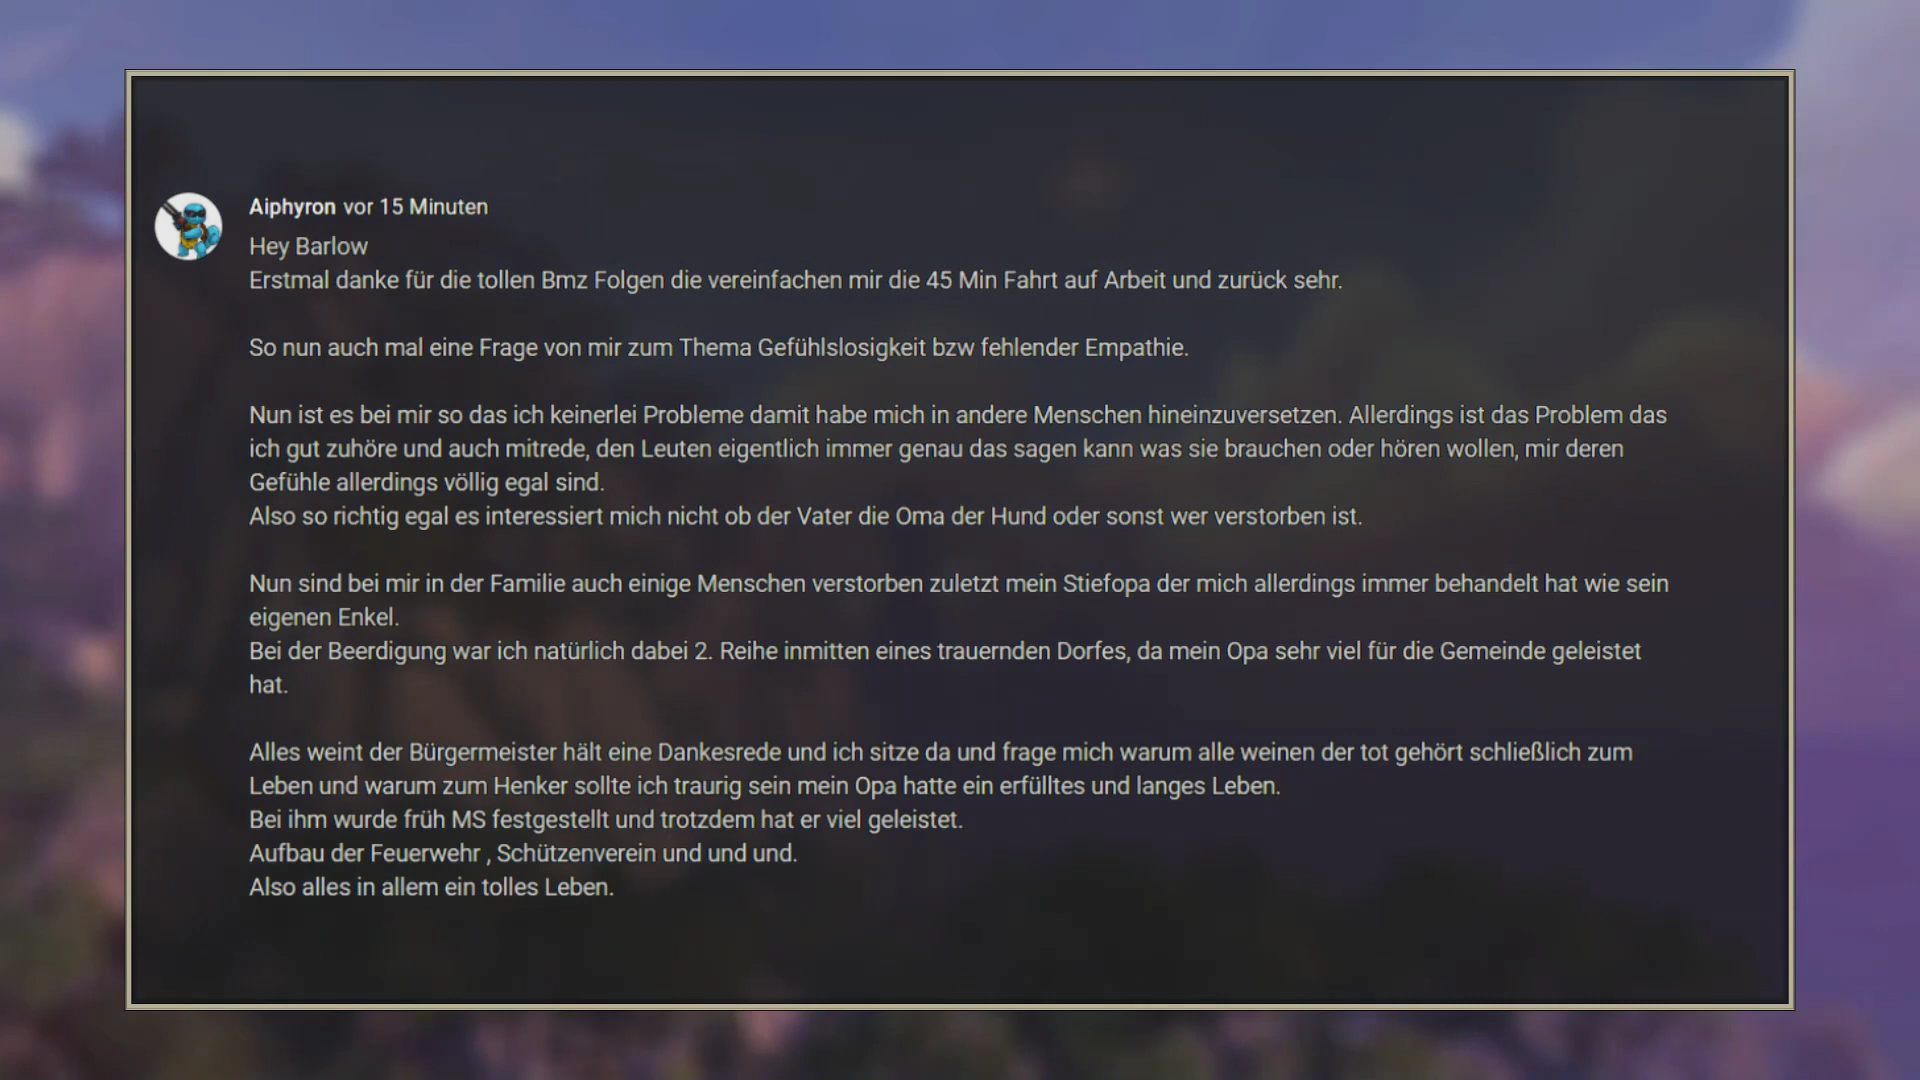 Aiphyron vor 15 Minuten
Hey Barlow
Erstmal danke für die tollen Bmz Folgen die vereinfachen mir die 45 Min Fahrt auf Arbeit und zurück sehr.
So nun auch mal eine Frage von mir zum Thema Gefühlslosigkeit bzw fehlender Empathie.
Nun ist es bei mir so das ich keinerlei Probleme damit habe mich in andere Menschen hineinzuversetzen. Allerdings ist das Problem das
ich gut zuhöre und auch mitrede, den Leuten eigentlich immer genau das sagen kann was sie brauchen oder hören wollen, mir deren
Gefühle allerdings völlig egal sind.
Also so richtig egal es interessiert mich nicht ob der Vater die Oma der Hund oder sonst wer verstorben ist.
Nun sind bei mir in der Familie auch einige Menschen verstorben zuletzt mein Stiefopa der mich allerdings immer behandelt hat wie sein
eigenen Enkel.
Bei der Beerdigung war ich natürlich dabei 2. Reihe inmitten eines trauernden Dorfes, da mein Opa sehr viel für die Gemeinde geleistet
hat.
Alles weint der Bürgermeister hält eine Dankesrede und ich sitze da und frage mich warum alle weinen der tot gehört schließlich zum
Leben und warum zum Henker sollte ich traurig sein mein Opa hatte ein erfülltes und langes Leben.
Bei ihm wurde früh MS festgestellt und trotzdem hat er viel geleistet.
Aufbau der Feuerwehr , Schützenverein und und und.
Also alles in allem ein tolles Leben.